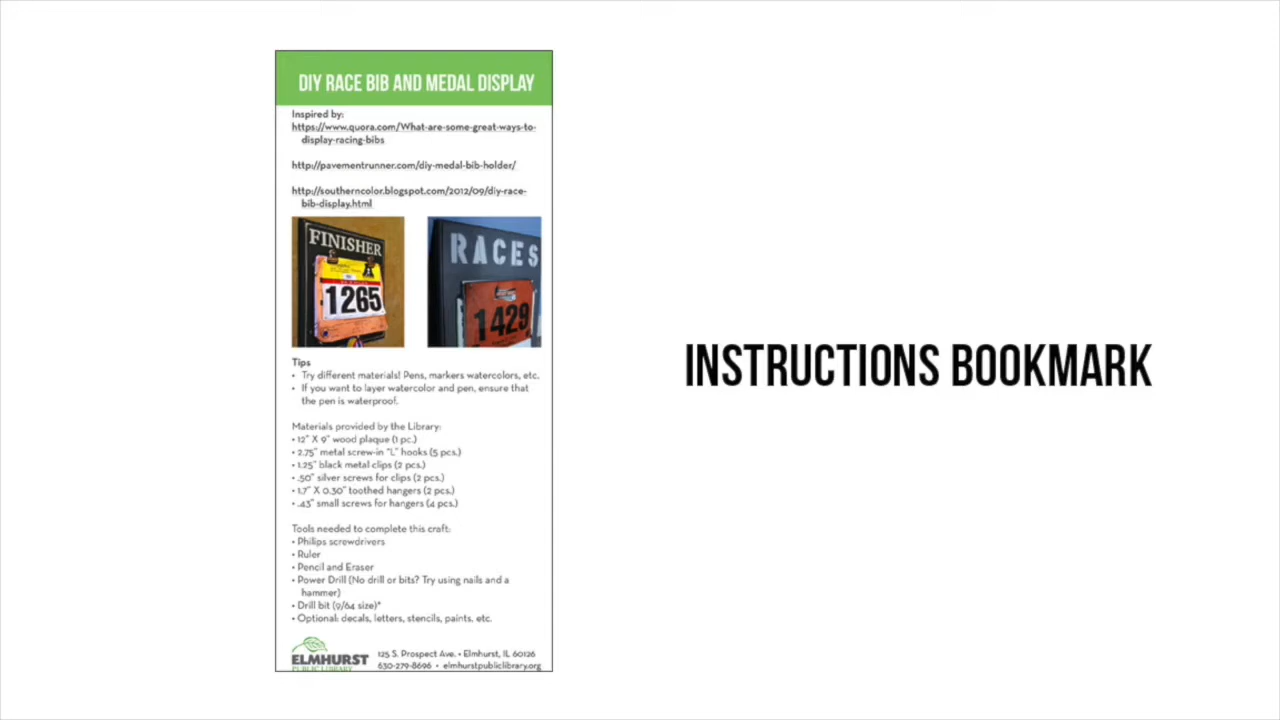 DIY RACE BIB AND MEDAL DISPLAY
Inspired by:
https://www.quora.com/What-are-some-great-ways-to-
display-racing-bibs
http://pavementrunner.com/diy-medal-bib-holder/
http://southerncolor.blogspot.com/2012/09/diy-race-
bib-display.html
FINISHER
1265
RACES
1429
Tips
• Try different materials! Pens, markers watercolors, etc.
• If you want to layer watercolor and pen, ensure that
the pen is waterproof.
Materials provided by the Library:
• 12” X 9” wood plaque (1 pc.)
• 2.75” metal screw-in “L” hooks (5 pcs.)
• 1.25” black metal clips (2 pcs.)
• .50” silver screws for clips (2 pcs.)
• 1.7” X 0.30” toothed hangers (2 pcs.)
• .43” small screws for hangers (4 pcs.)
Tools needed to complete this craft:
• Philips screwdrivers
• Ruler
• Pencil and Eraser
• Power Drill (No drill or bits? Try using nails and a
hammer)
• Drill bit (9/64 size)*
• Optional: decals, letters, stencils, paints, etc.
ELMHURST
PUBLIC LIBRARY
125 S. Prospect Ave. • Elmhurst, IL 60126
630-279-8696 • elmhurstpubliclibrary.org
INSTRUCTIONS BOOKMARK